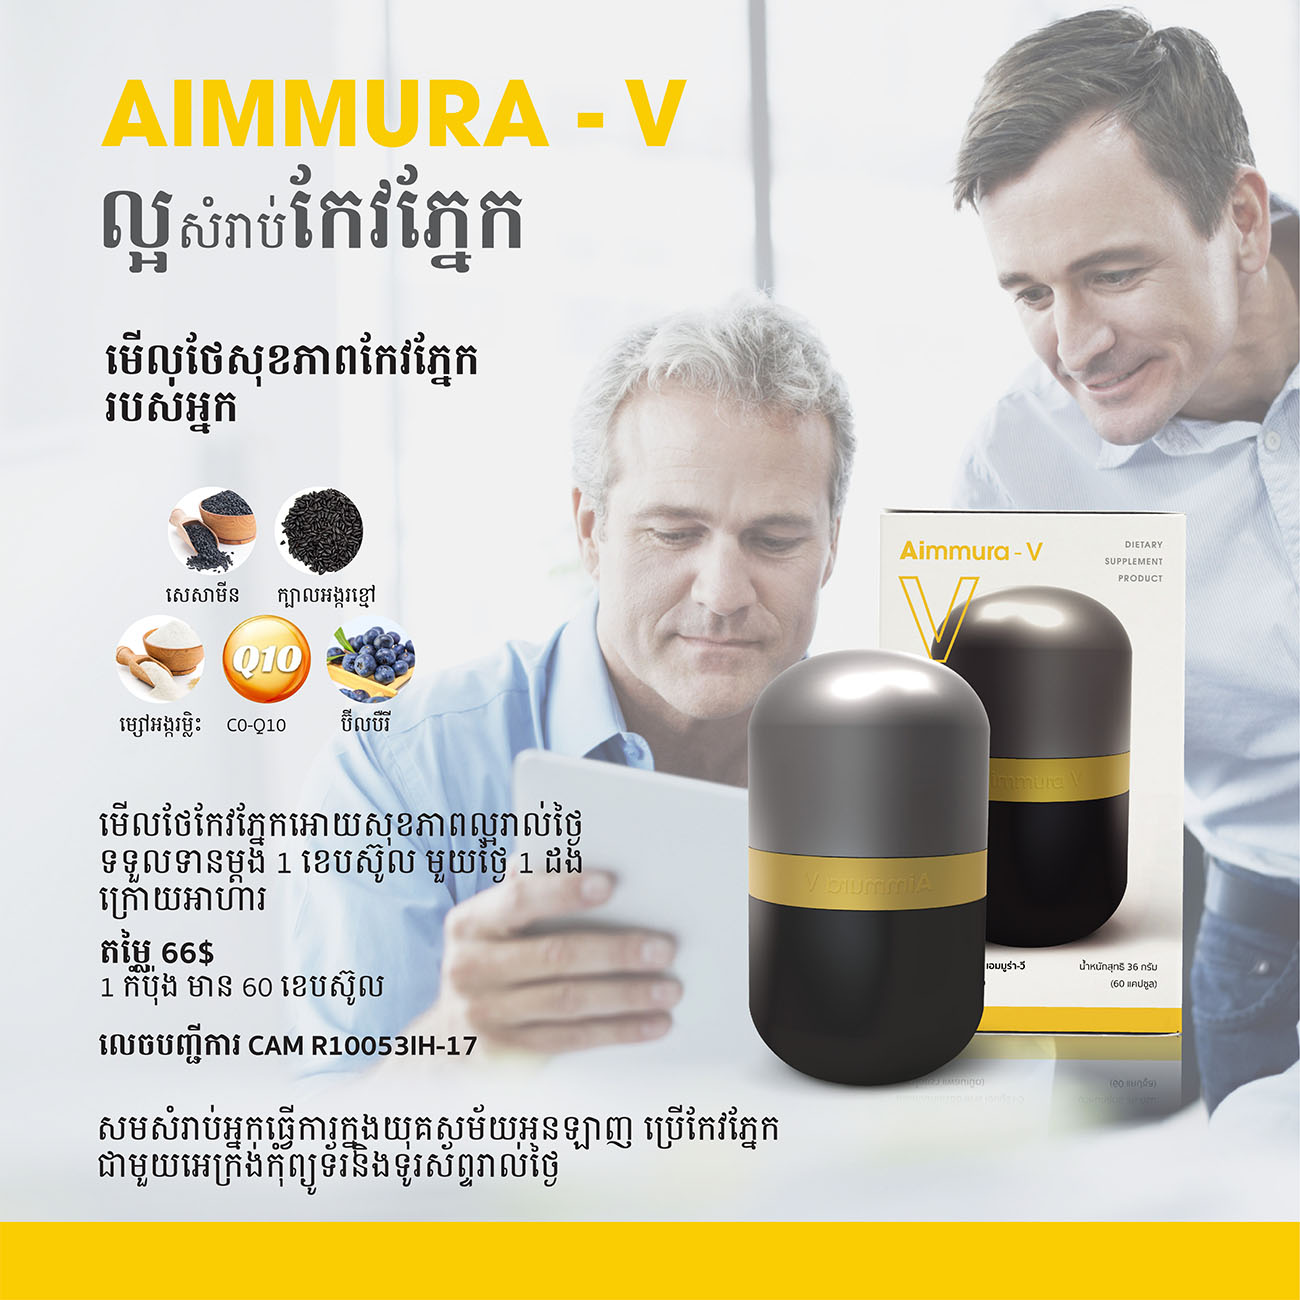 AIMMURA - V
ល្អសំរាប់កែវភ្នែក
មើលថែសុខភាពកែវភ្នែក
របស់អ្នក
សេសាមីន
ក្បាលអង្ករខ្មៅ
Q10
ម្សៅអង្ករម្លិះ
C0-Q10
ប៊ីលបឺរី
មើលថែកែវភ្នែកអោយសុខភាពល្អរាល់ថ្ងៃ
ទទួលទានម្តង 1 ខេបស៊ូល មួយថ្ងៃ 1 ដង
ក្រោយអាហារ
តម្លៃ 66$
1 កំប៉ុង មាន 60 ខេបស៊ូល
លេចបញ្ជីការ CAM R10053IH-17
សមសំរាប់អ្នកធ្វើការក្នុងយុគសម័យអនឡាញ ប្រើកែវភ្នែក
ជាមួយអេក្រង់កុំព្យូទ័រនិងទូរស័ព្ទរាល់ថ្ងៃ
Aimmura - V
DIETARY
SUPPLEMENT
PRODUCT
V
Aimmura V
น้ำหนักสุทธิ 36 กรัม
(60 แคปซูล)